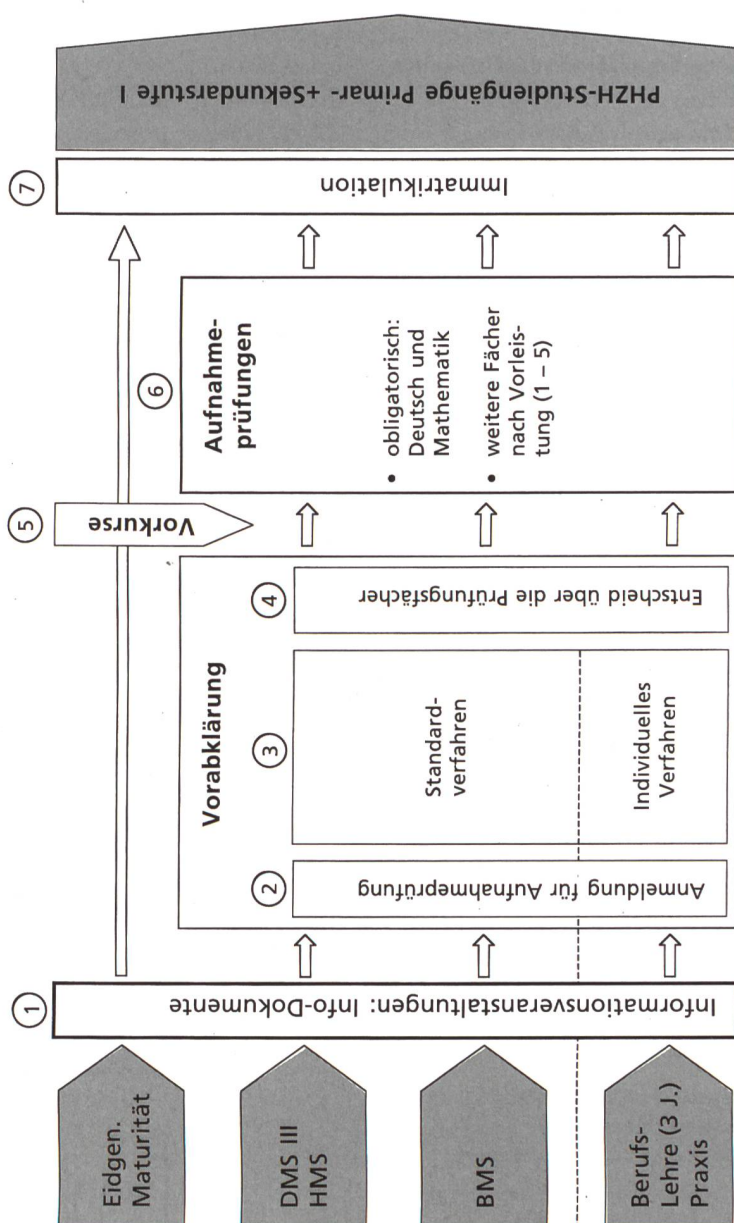 Eidgen.
Maturität
DMS III
HMS
BMS
Berufs-
Lehre (3 J.)
Praxis
1
Informationsveranstaltungen: Info-Dokumente
Vorabklärung
2
Anmeldung für Aufnahmeprüfung
3
Standard-
verfahren
Individuelles
Verfahren
4
Entscheid über die Prüfungsfächer
5
Vorkurse
6
Aufnahme-
prüfungen
• obligatorisch:
Deutsch und
Mathematik
• weitere Fächer
nach Vorleis-
tung (1 – 5)
7
Immatrikulation
PHZH-Studiengänge Primar- +Sekundarstufe I